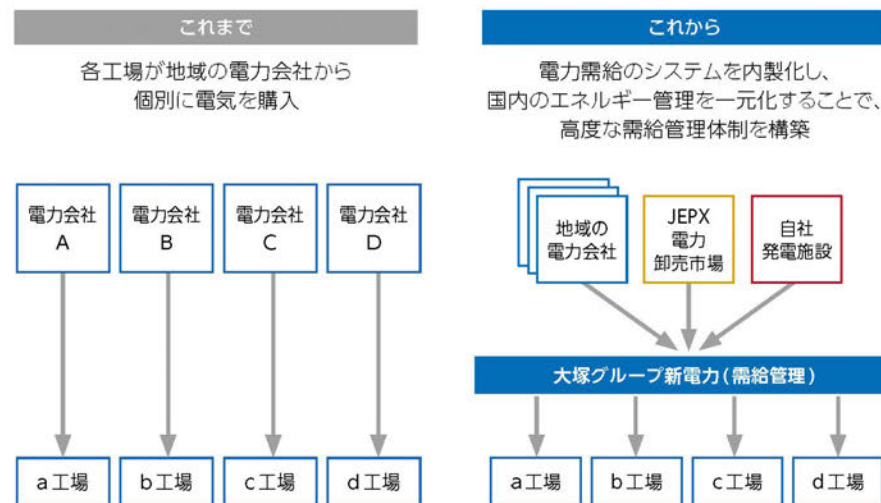 これまで
各工場が地域の電力会社から
個別に電気を購入
電力会社
A
電力会社
B
電力会社
C
電力会社
D
a工場
b工場
c工場
d工場
これから
電力需給のシステムを内製化し、
国内のエネルギー管理を一元化することで、
高度な需給管理体制を構築
地域の
電力会社
JEPX
電力
卸売市場
自社
発電施設
大塚グループ新電力(需給管理)
a工場
b工場
c工場
d工場